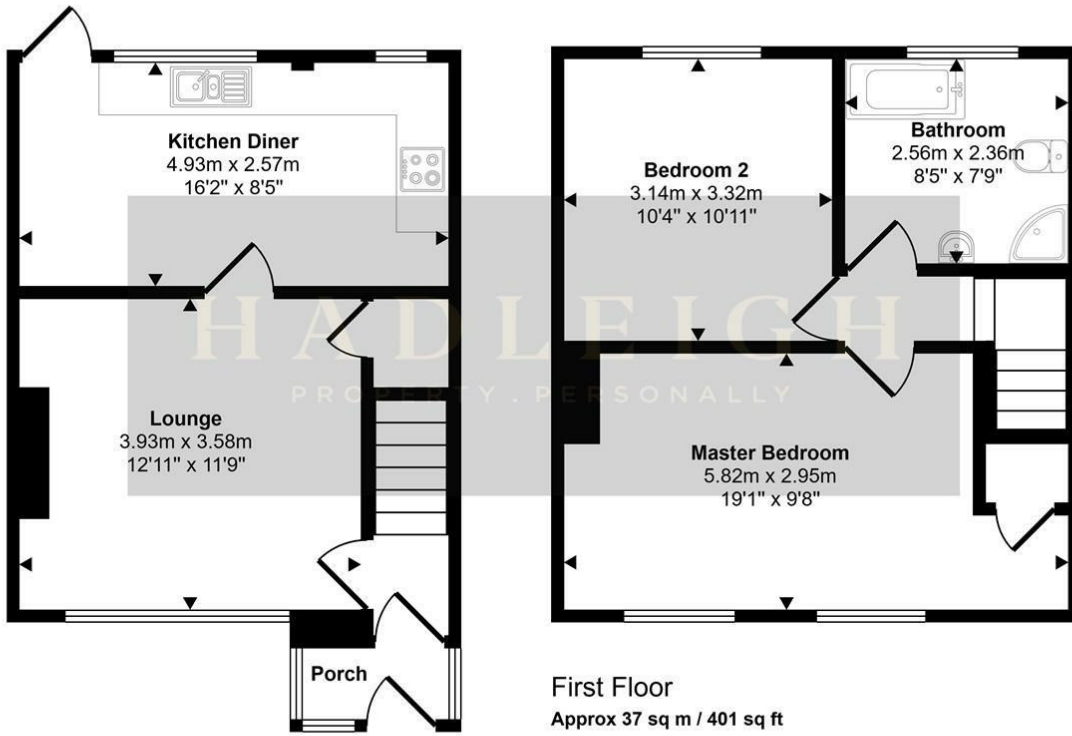 Kitchen Diner
4.93m x 2.57m
16'2" x 8'5"
Lounge
3.93m x 3.58m
12'11" x 11'9"
Porch
Bedroom 2
3.14m x 3.32m
10'4" x 10'11"
Bathroom
2.56m x 2.36m
8'5" x 7'9"
Master Bedroom
5.82m x 2.95m
19'1" x 9'8"
HADLEIGH
PROPERTY . PERSONALLY
First Floor
Approx 37 sq m / 401 sq ft